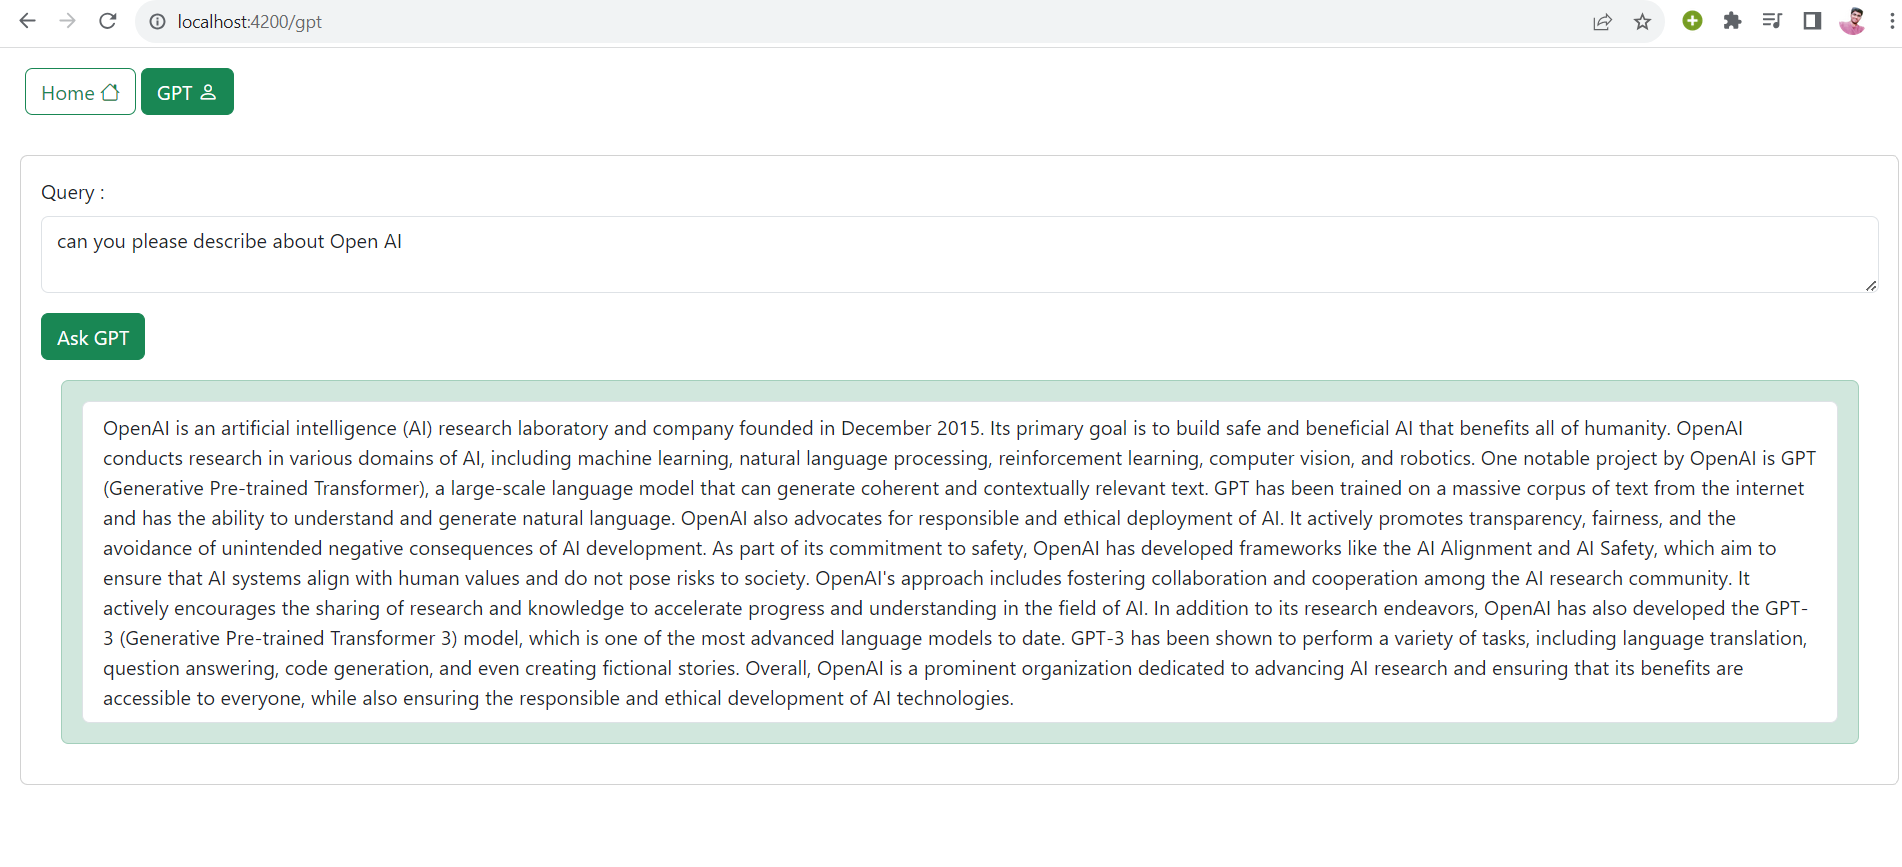 localhost:4200/gpt
Home GPT
Query :
can you please describe about Open AI
Ask GPT
OpenAI is an artificial intelligence (AI) research laboratory and company founded in December 2015. Its primary goal is to build safe and beneficial AI that benefits all of humanity. OpenAI
conducts research in various domains of AI, including machine learning, natural language processing, reinforcement learning, computer vision, and robotics. One notable project by OpenAI is GPT
(Generative Pre-trained Transformer), a large-scale language model that can generate coherent and contextually relevant text. GPT has been trained on a massive corpus of text from the internet
and has the ability to understand and generate natural language. OpenAI also advocates for responsible and ethical deployment of AI. It actively promotes transparency, fairness, and the
avoidance of unintended negative consequences of AI development. As part of its commitment to safety, OpenAI has developed frameworks like the AI Alignment and AI Safety, which aim to
ensure that AI systems align with human values and do not pose risks to society. OpenAI's approach includes fostering collaboration and cooperation among the AI research community. It
actively encourages the sharing of research and knowledge to accelerate progress and understanding in the field of AI. In addition to its research endeavors, OpenAI has also developed the GPT-
3 (Generative Pre-trained Transformer 3) model, which is one of the most advanced language models to date. GPT-3 has been shown to perform a variety of tasks, including language translation,
question answering, code generation, and even creating fictional stories. Overall, OpenAI is a prominent organization dedicated to advancing AI research and ensuring that its benefits are
accessible to everyone, while also ensuring the responsible and ethical development of AI technologies.